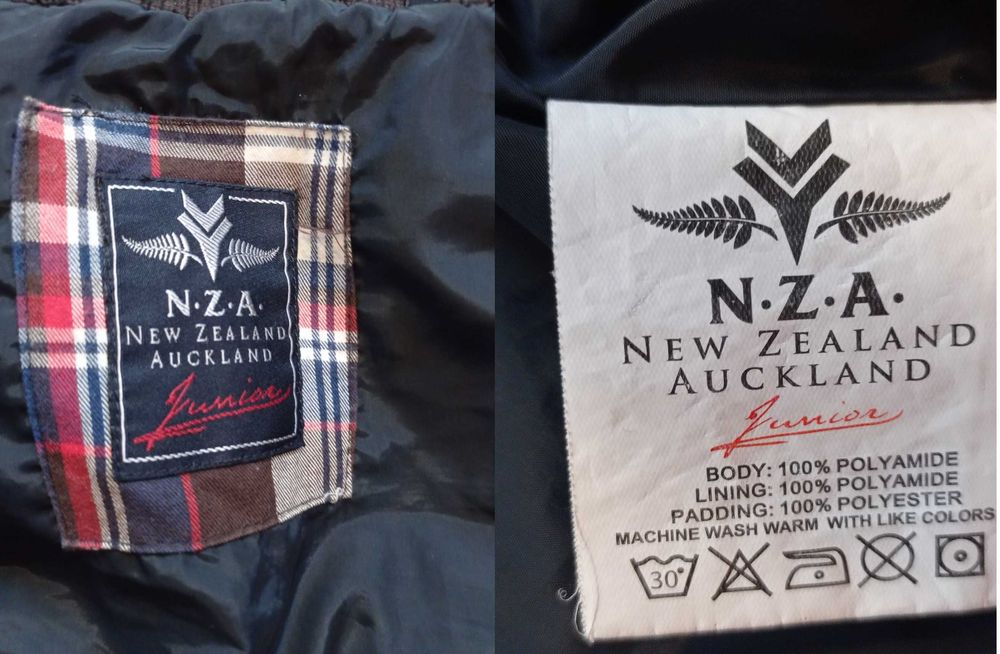 N·Z·A·
NEW ZEALAND
AUCKLAND
Junior
N·Z·A·
NEW ZEALAND
AUCKLAND
Junior
BODY: 100% POLYAMIDE
LINING: 100% POLYAMIDE
PADDING: 100% POLYESTER
MACHINE WASH WARM WITH LIKE COLORS
30°